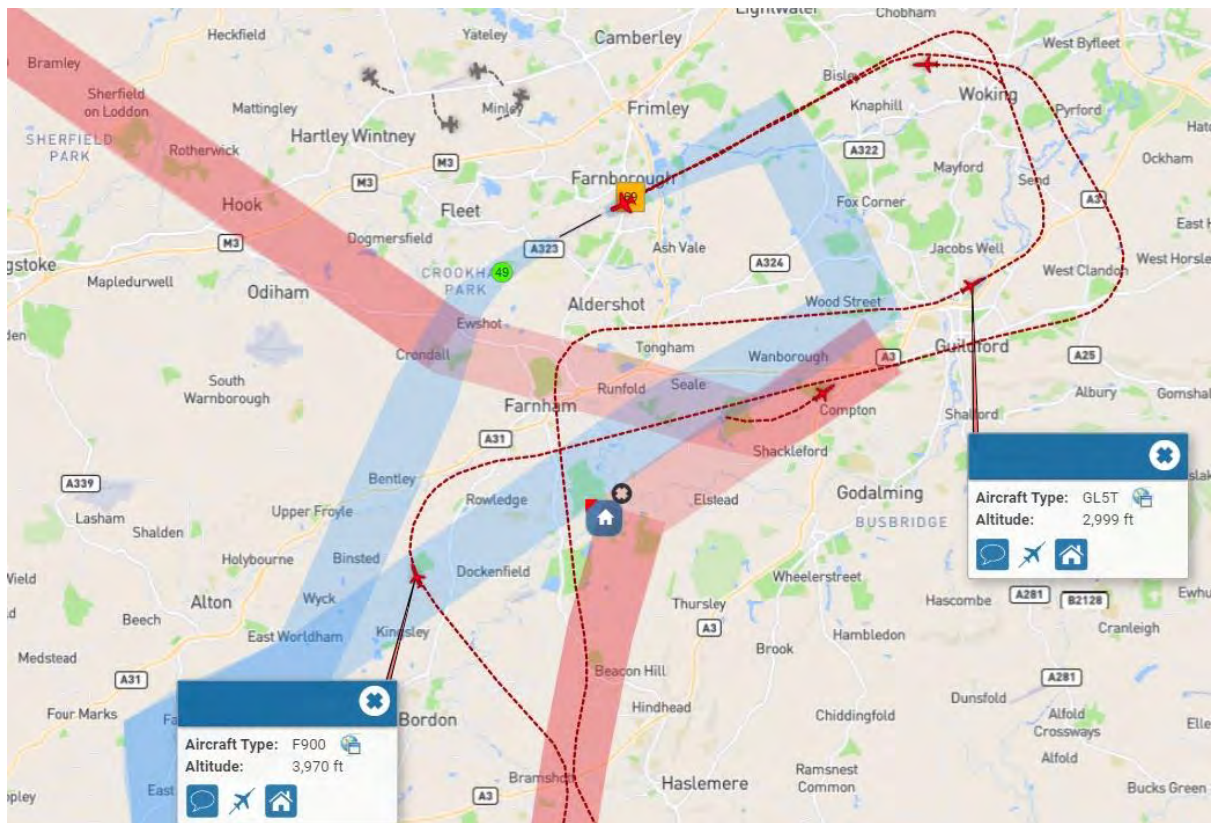 Lightwater
Chobham
Heckfield
Yateley
Camberley
West Byfleet
Bramley
Bisley
Sherfield
on Loddon
Mattingley
Minley
Frimley
Knaphill
Woking
Pyrford
SHERFIELD
PARK
Hartley Wintney
Rotherwick
M3
A322
Ockham
M3
Farnborough
Mayford
Send
Hook
Fleet
Fox Corner
A3
M3
Dogmersfield
A323
Ash Vale
Jacobs Well
CROOKHAM
PARK
49
A324
West Clandon
West Horsley
Mapledurwell
Odiham
Aldershot
Wood Street
Ewshot
Tongham
Wanborough
A3
Guildford
A25
Crondall
South
Warnborough
Runfold
Seale
Albury
Gomshal
Farnham
Compton
Shalford
A31
Shackleford
A339
Bentley
Rowledge
Elstead
Godalming
Lasham
Upper Froyle
BUSBRIDGE
Shalden
Holybourne
Binsted
Dockenfield
Wheelerstreet
Aircraft Type: GL5T
Altitude: 2,999 ft
Alton
Wyck
Thursley
Hascombe
A281
B2128
Beech
East Worldham
Kingsley
A3
Hambledon
Cranleigh
Medstead
Brook
A31
Beacon Hill
A281
Four Marks
Bordon
Hindhead
Chiddingfold
Dunsfold
Alfold
Crossways
Alfold
Aircraft Type: F900
Altitude: 3,970 ft
East
A3
Bramsho
Haslemere
Ramsnest
Common
Bucks Green